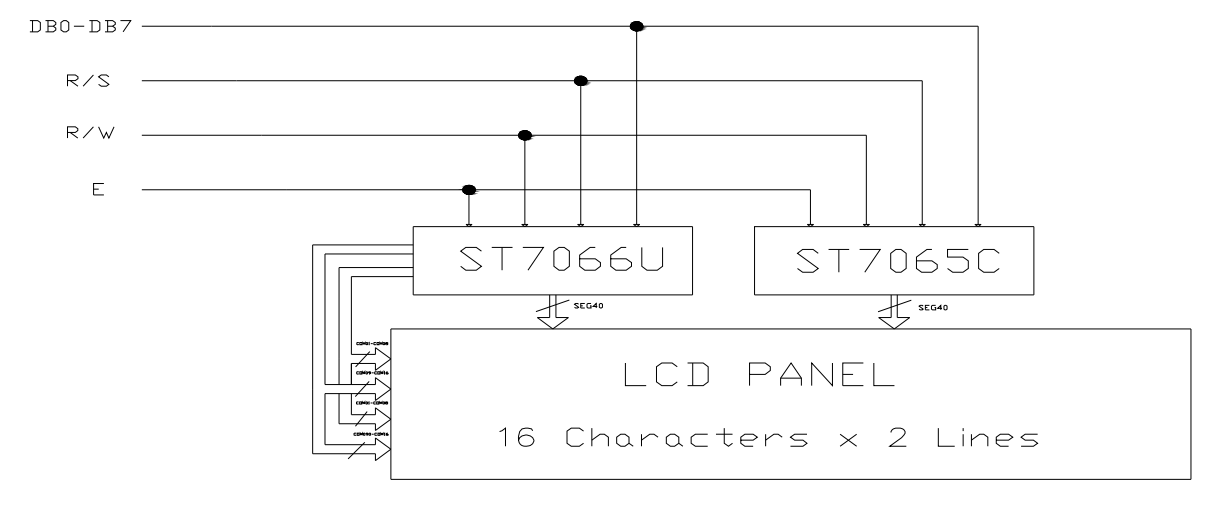 DB0-DB7
R/S
R/W
E
ST7066U
ST7065C
SEG40
SEG40
LCD PANEL
16 Characters x 2 Lines